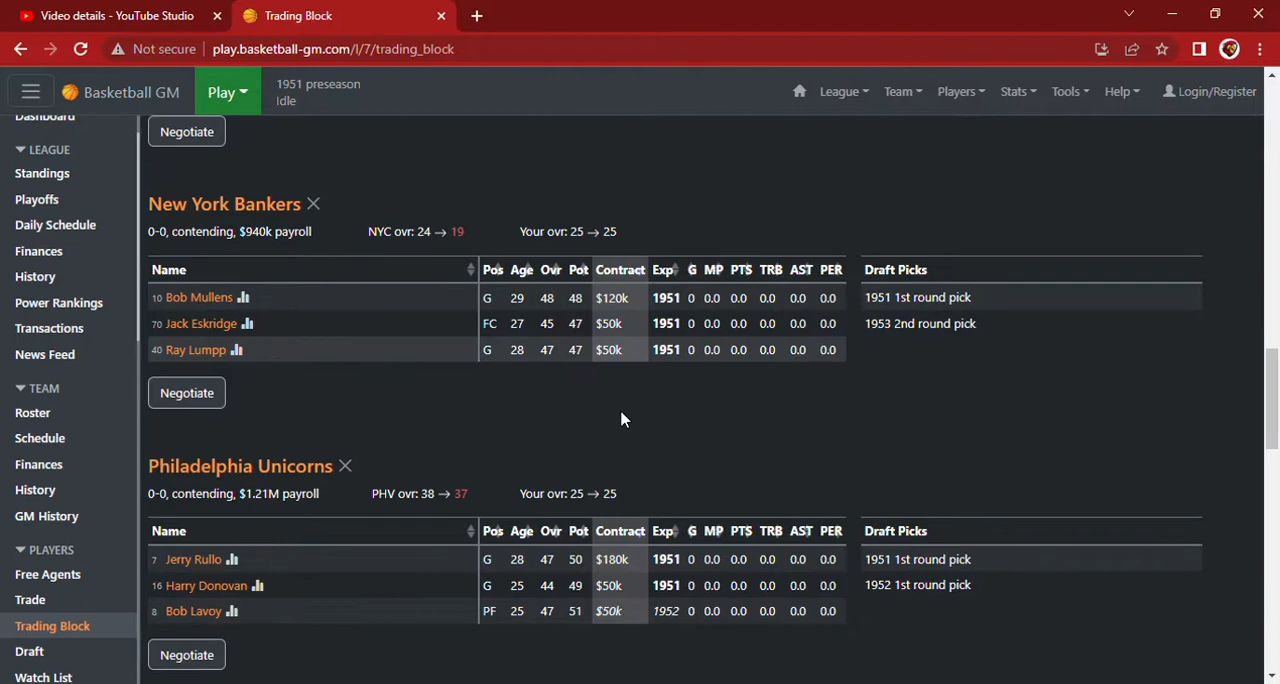 Video details - YouTube Studio
Trading Block
Not secure
play.basketball-gm.com/l/7/trading_block
Basketball GM
Play
1951 preseason
Idle
League
Team
Players
Stats
Tools
Help
Login/Register
Dashboard
LEAGUE
Standings
Playoffs
Daily Schedule
Finances
History
Power Rankings
Transactions
News Feed
TEAM
Roster
Schedule
Finances
History
GM History
PLAYERS
Free Agents
Trade
Trading Block
Draft
Watch List
Negotiate
New York Bankers
0-0, contending, $940k payroll NYC ovr: 24 → 19 Your ovr: 25 → 25
Name Pos Age Ovr Pot Contract Exp G MP PTS TRB AST PER Draft Picks
10 Bob Mullens G 29 48 48 $120k 1951 0 0.0 0.0 0.0 0.0 0.0 1951 1st round pick
70 Jack Eskridge FC 27 45 47 $50k 1951 0 0.0 0.0 0.0 0.0 0.0 1953 2nd round pick
40 Ray Lumpp G 28 47 47 $50k 1951 0 0.0 0.0 0.0 0.0 0.0
Negotiate
Philadelphia Unicorns
0-0, contending, $1.21M payroll PHV ovr: 38 → 37 Your ovr: 25 → 25
Name Pos Age Ovr Pot Contract Exp G MP PTS TRB AST PER Draft Picks
7 Jerry Rullo G 28 47 50 $180k 1951 0 0.0 0.0 0.0 0.0 0.0 1951 1st round pick
16 Harry Donovan G 25 44 49 $50k 1951 0 0.0 0.0 0.0 0.0 0.0 1952 1st round pick
8 Bob Lavoy PF 25 47 51 $50k 1952 0 0.0 0.0 0.0 0.0 0.0
Negotiate